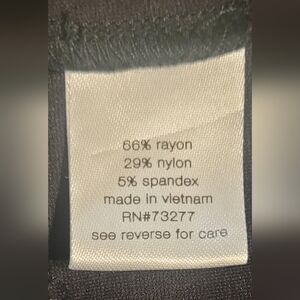 66% rayon
29% nylon
5% spandex
made in vietnam
RN#73277
see reverse for care